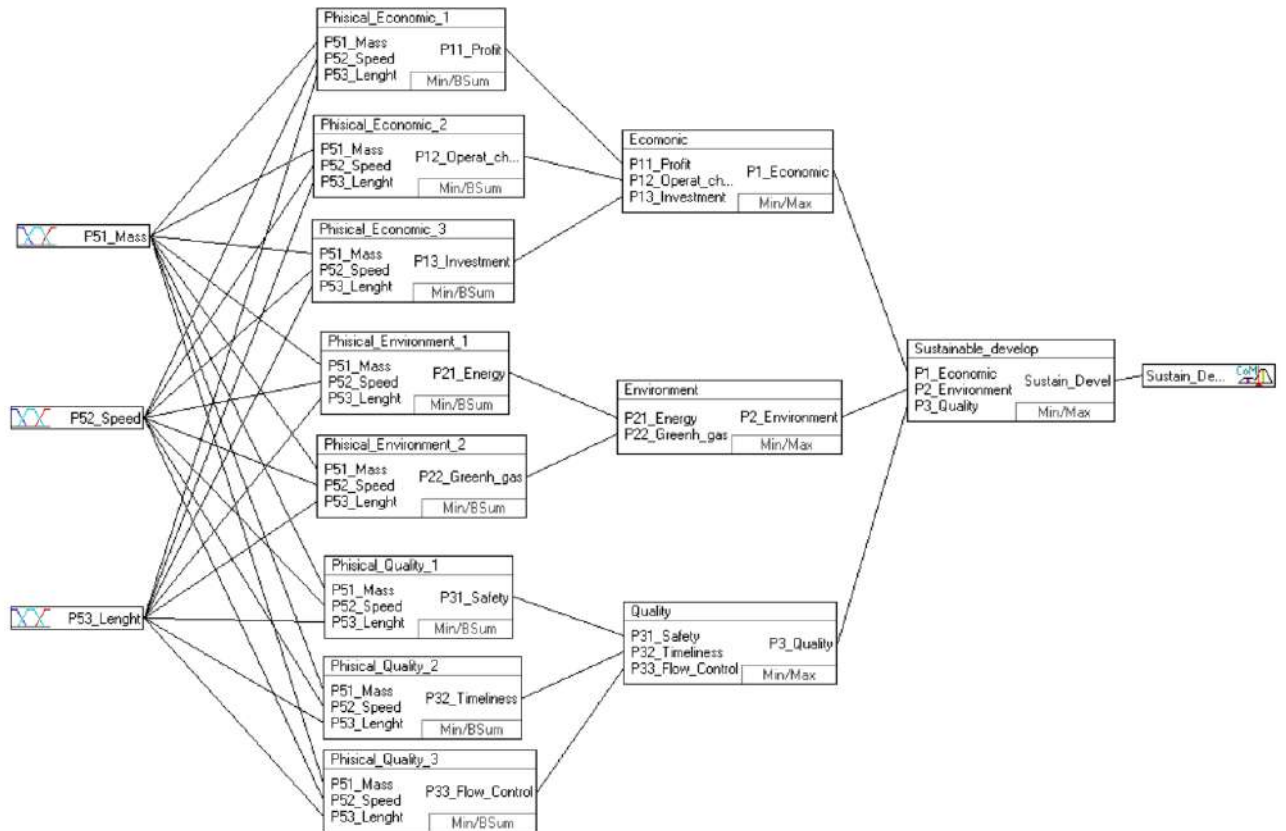 Phisical_Economic_1
P51_Mass
P52_Speed
P53_Lenght
P11_Profit
Min/BSum
Phisical_Economic_2
P51_Mass
P52_Speed
P53_Lenght
P12_Operat_ch...
Min/BSum
Phisical_Economic_3
P51_Mass
P52_Speed
P53_Lenght
P13_Investment
Min/BSum
Phisical_Environment_1
P51_Mass
P52_Speed
P53_Lenght
P21_Energy
Min/BSum
Phisical_Environment_2
P51_Mass
P52_Speed
P53_Lenght
P22_Greenh_gas
Min/BSum
Phisical_Quality_1
P51_Mass
P52_Speed
P53_Lenght
P31_Safety
Min/BSum
Phisical_Quality_2
P51_Mass
P52_Speed
P53_Lenght
P32_Timeliness
Min/BSum
Phisical_Quality_3
P51_Mass
P52_Speed
P53_Lenght
P33_Flow_Control
Min/BSum
P51_Mass
P52_Speed
P53_Lenght
Ecomonic
P11_Profit
P12_Operat_ch...
P13_Investment
P1_Economic
Min/Max
Environment
P21_Energy
P22_Greenh_gas
P2_Environment
Min/Max
Quality
P31_Safety
P32_Timeliness
P33_Flow_Control
P3_Quality
Min/Max
Sustainable_develop
P1_Economic
P2_Environment
P3_Quality
Sustain_Devel
Min/Max
Sustain_De...
CoM